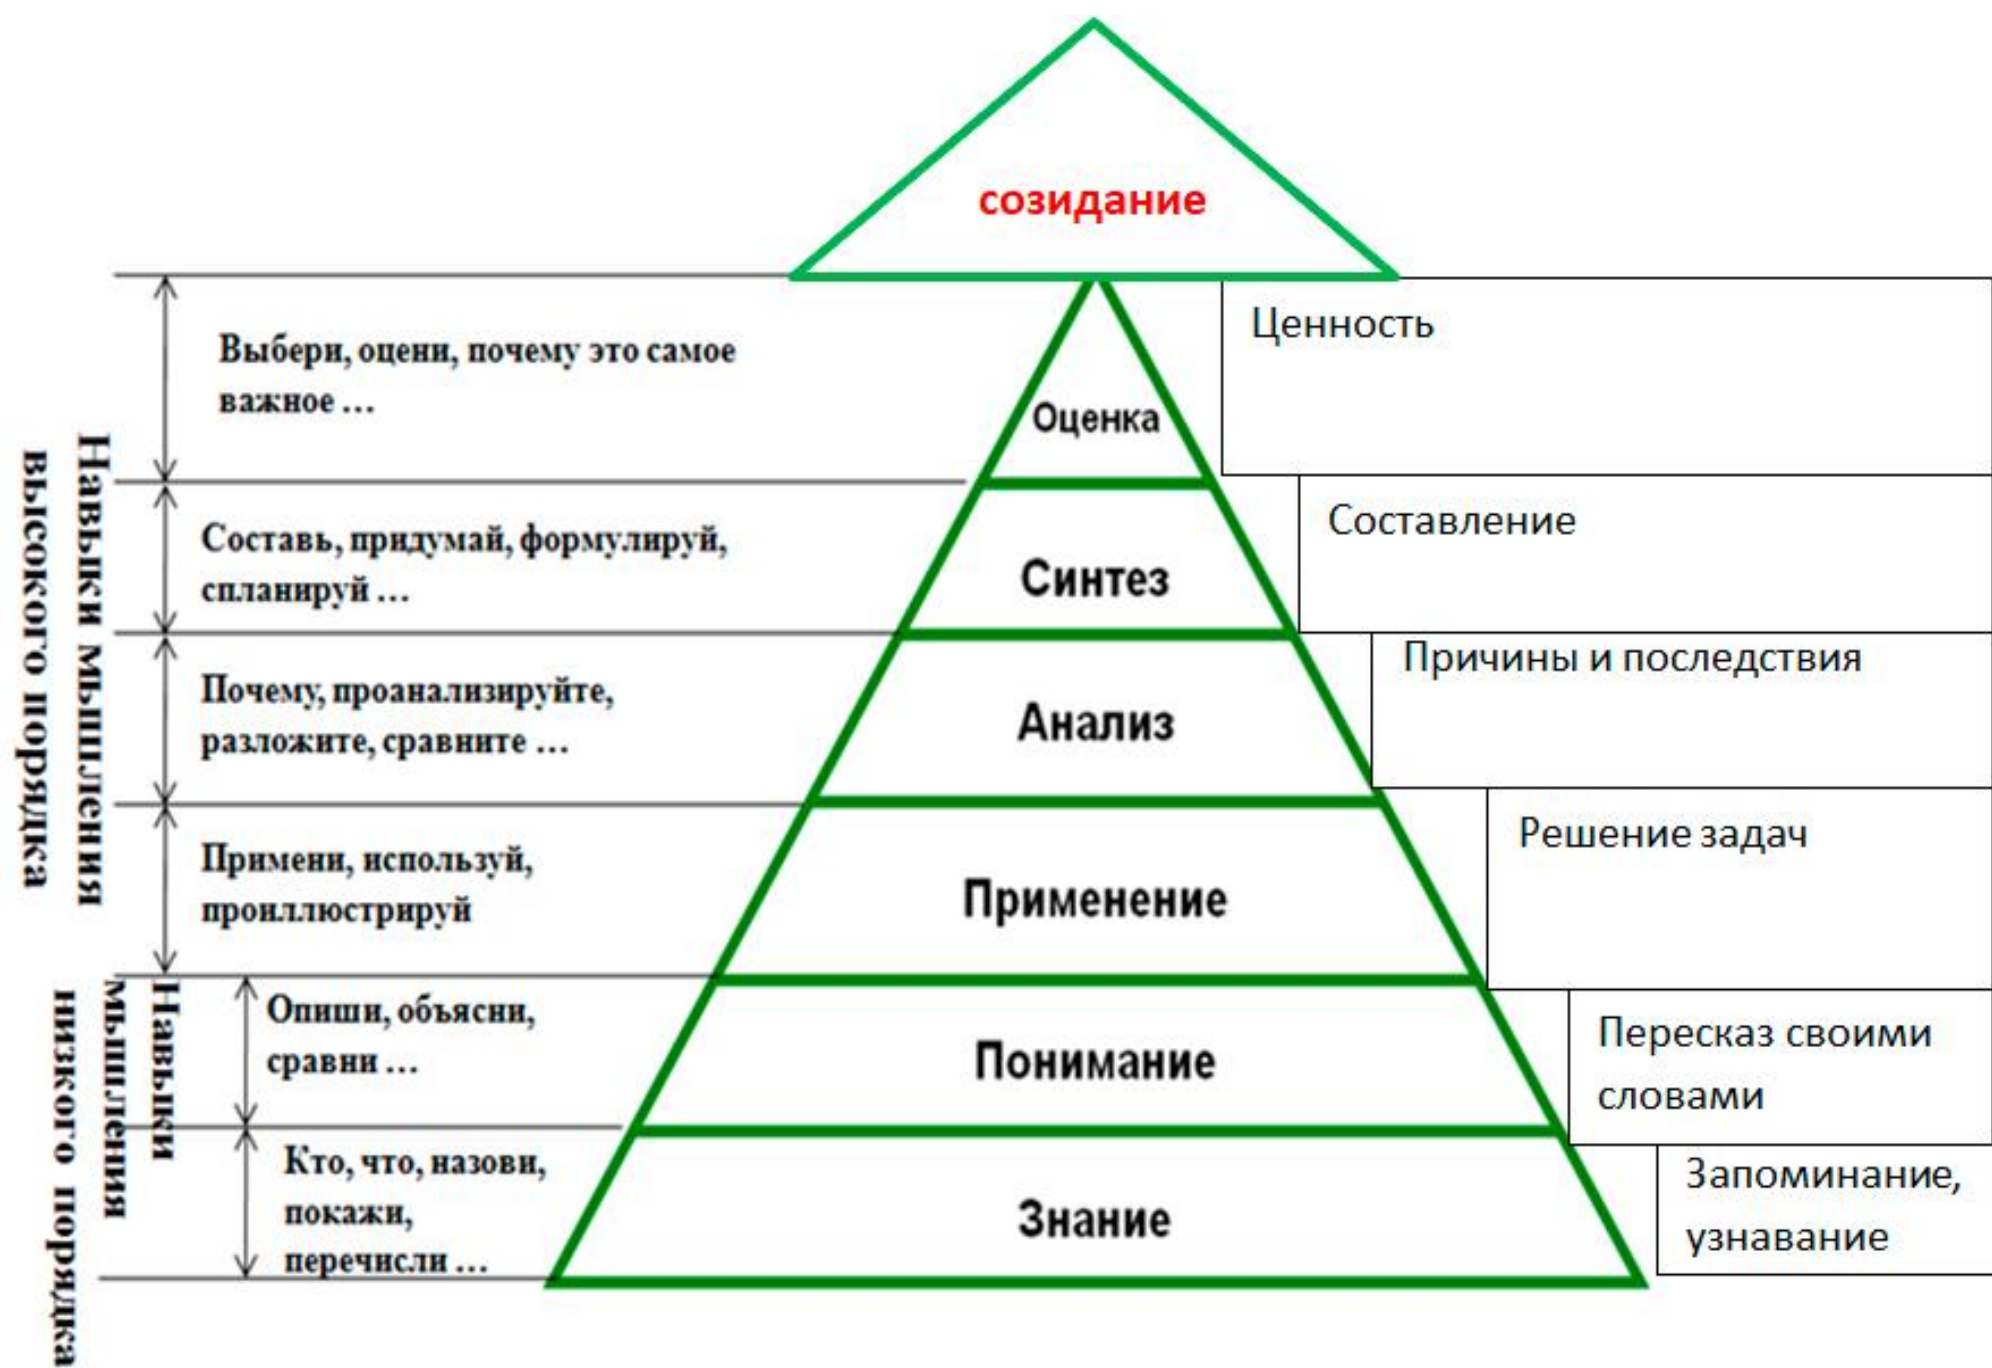 созидание
Выбери, оцени, почему это самое
важное ...
Оценка
Ценность
Составь, придумай, формулируй,
спланируй ...
Синтез
Составление
Почему, проанализируйте,
разложите, сравните ...
Анализ
Причины и последствия
Примени, используй,
проиллюстрируй
Применение
Решение задач
Навыки мышления
высокого порядка
Опиши, объясни,
сравни ...
Понимание
Пересказ своими
словами
Кто, что, назови,
покажи,
перечисли ...
Знание
Запоминание,
узнавание
Навыки
мышления
низкого порядка